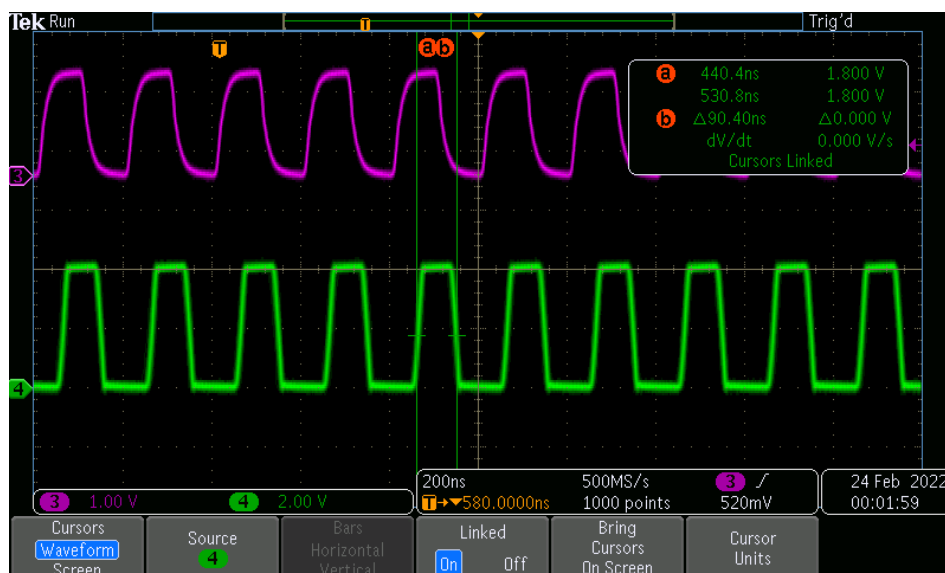 Tek Run Trig'd
T
T
a b
a 440.4ns 1.800 V
530.8ns 1.800 V
b △90.40ns △0.000 V
dV/dt 0.000 V/s
Cursors Linked
3
4
3 1.00 V 4 2.00 V
200ns 500MS/s 3
T→▼580.0000ns 1000 points 520mV
24 Feb 2022
00:01:59
Cursors
Waveform
Screen
Source
4
Bars
Horizontal
Vertical
Linked
On Off
Bring
Cursors
On Screen
Cursor
Units